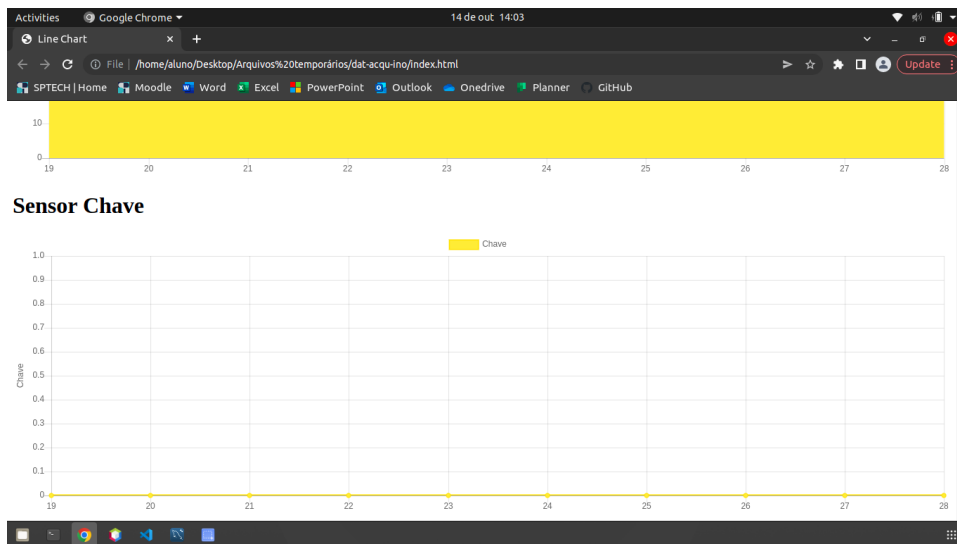 Activities Google Chrome 14 de out 14:03
Line Chart
File /home/aluno/Desktop/Arquivos%20temporários/dat-acqu-ino/index.html Update
SPTECH | Home Moodle Word Excel PowerPoint Outlook Onedrive Planner GitHub
10
0
19 20 21 22 23 24 25 26 27 28
Sensor Chave
Chave
1.0
0.9
0.8
0.7
0.6
0.5
0.4
0.3
0.2
0.1
0
Chave
19 20 21 22 23 24 25 26 27 28